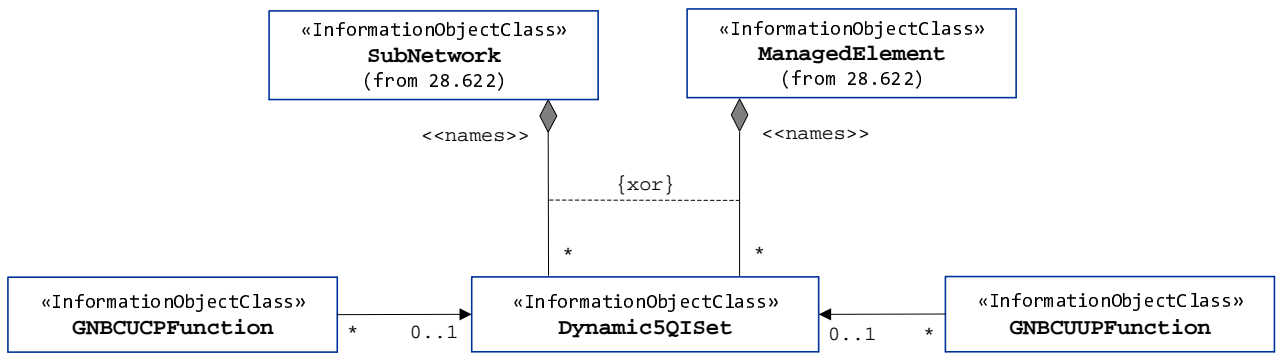 «InformationObjectClass»
SubNetwork
(from 28.622)
«InformationObjectClass»
ManagedElement
(from 28.622)
<<names>>
<<names>>
{xor}
*
*
«InformationObjectClass»
GNBCUCPFunction
*
0..1
«InformationObjectClass»
Dynamic5QISet
0..1
*
«InformationObjectClass»
GNBCUUPFunction